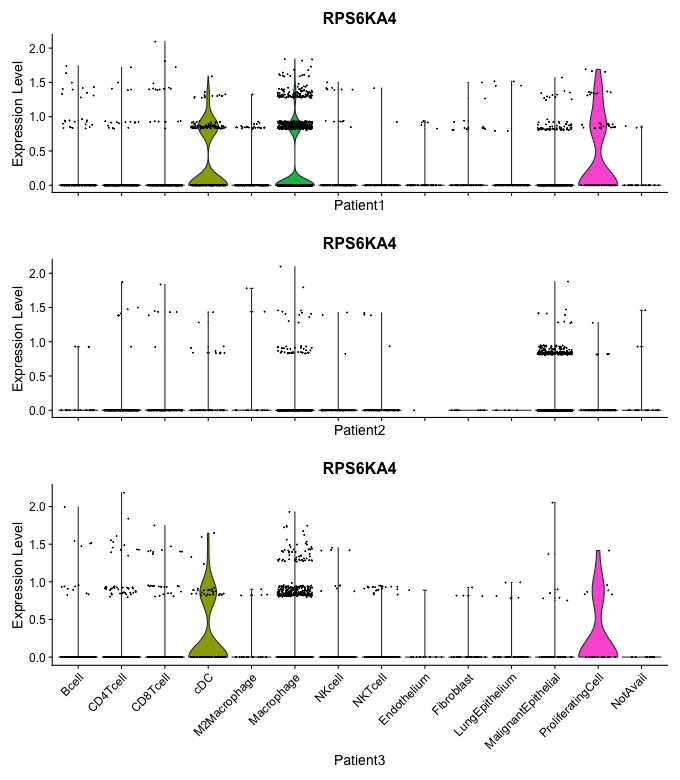 RPS6KA4
Expression Level
2.0
1.5
1.0
0.5
0.0
Patient1
RPS6KA4
Expression Level
2.0
1.5
1.0
0.5
0.0
Patient2
RPS6KA4
Expression Level
2.0
1.5
1.0
0.5
0.0
Bcell
CD4Tcell
CD8Tcell
cDC
M2Macrophage
Macrophage
NKcell
NKTcell
Endothelium
Fibroblast
LungEpithelium
MalignantEpithelial
ProliferatingCell
NotAvail
Patient3